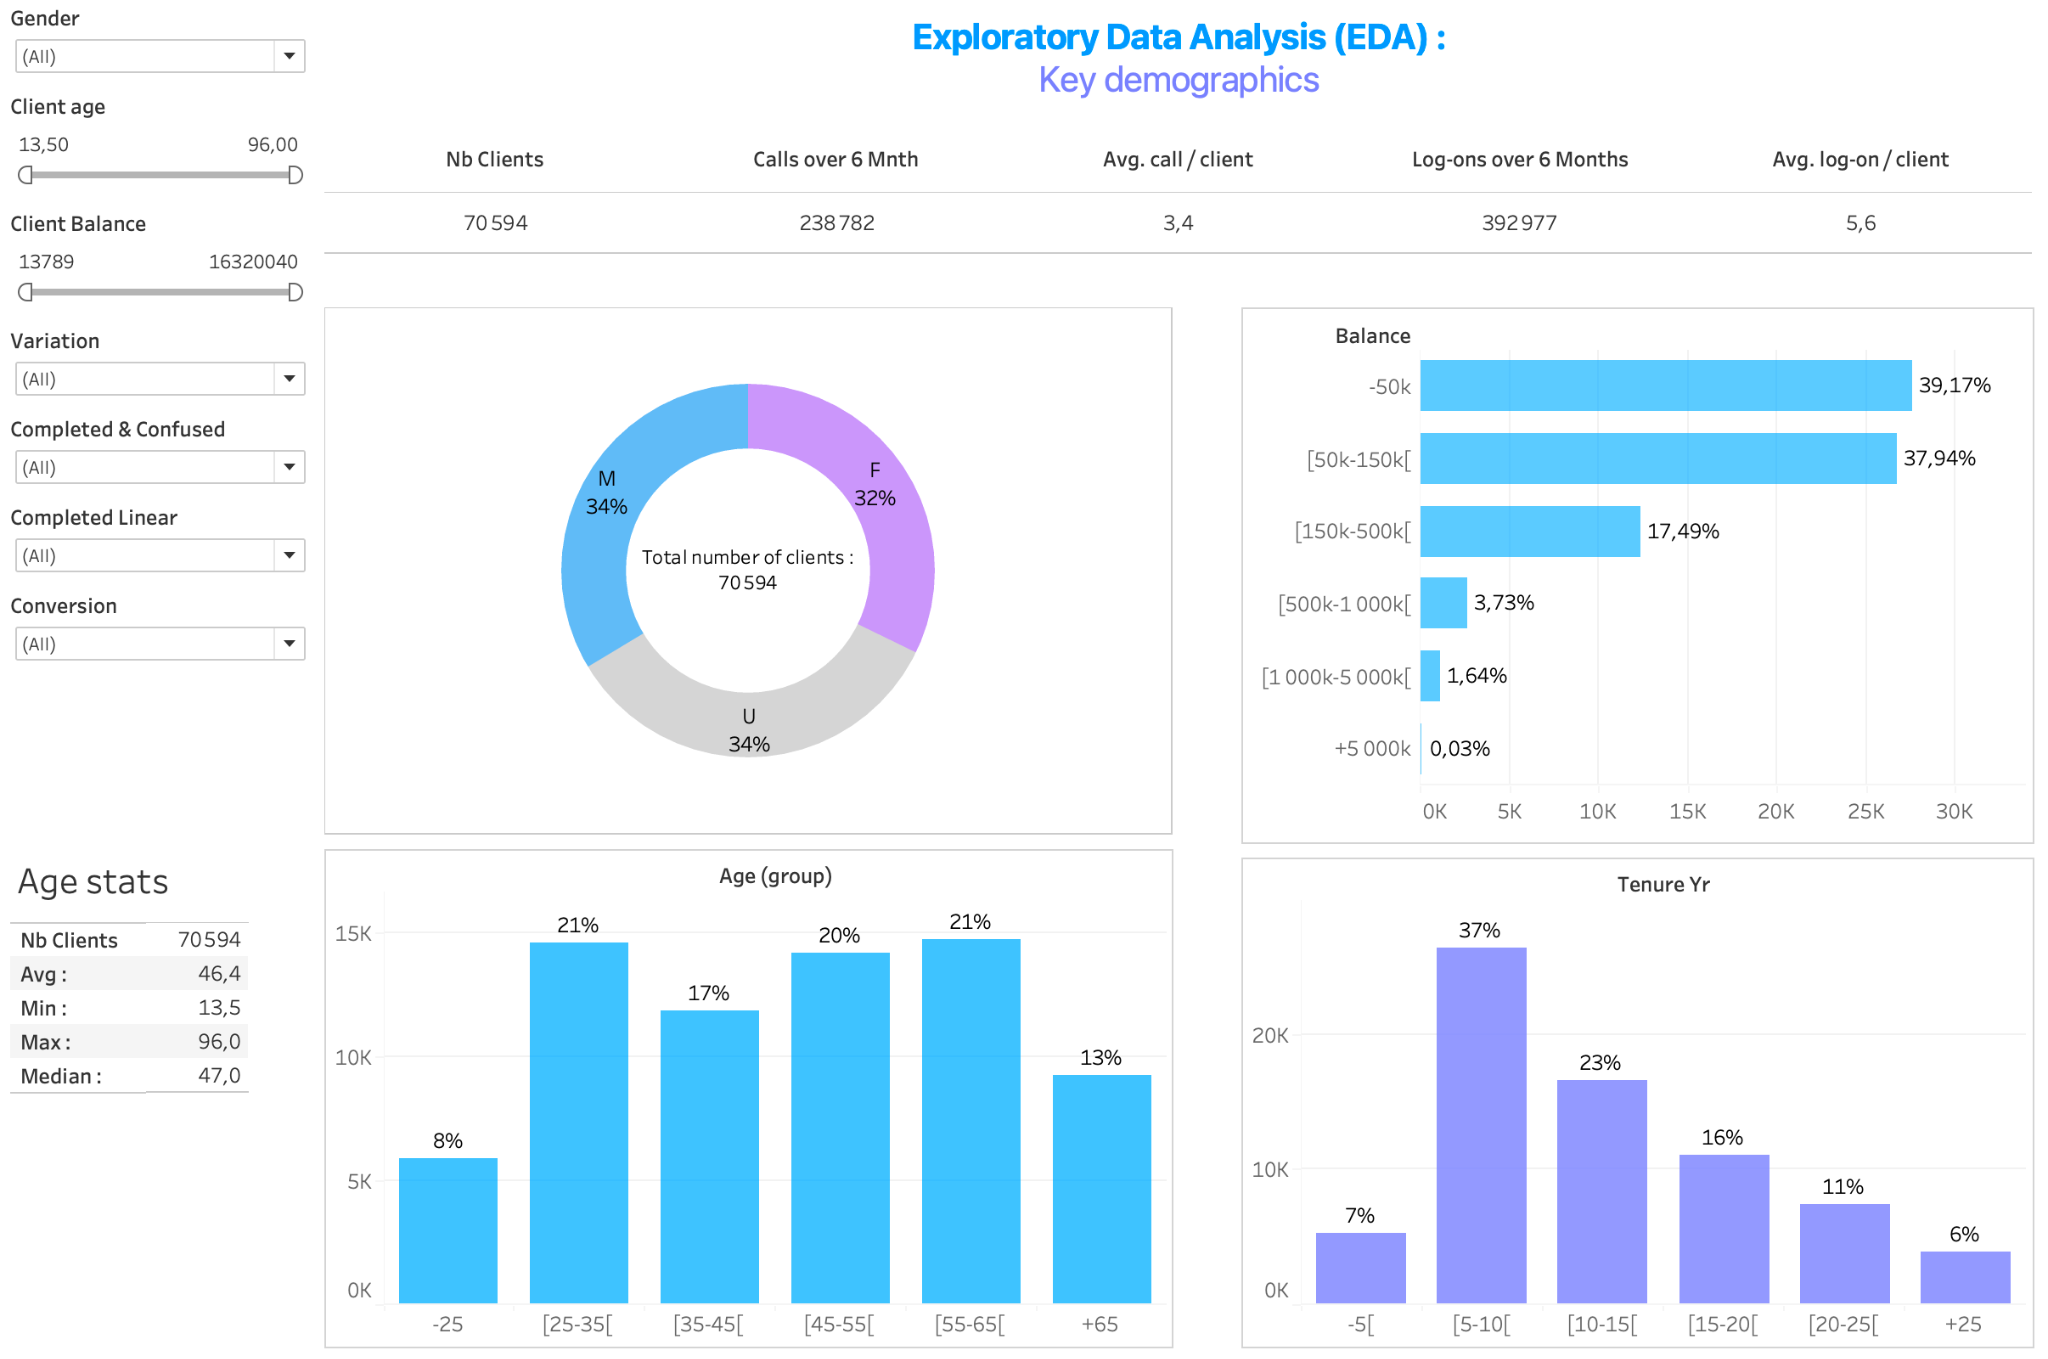 Gender
(All)
Client age
13,50 96,00
Client Balance
13789 16320040
Variation
(All)
Completed & Confused
(All)
Completed Linear
(All)
Conversion
(All)
Exploratory Data Analysis (EDA) :
Key demographics
Nb Clients Calls over 6 Mnth Avg. call / client Log-ons over 6 Months Avg. log-on / client
70 594 238 782 3,4 392 977 5,6
M
34%
F
32%
Total number of clients :
70 594
U
34%
Balance
-50k 39,17%
[50k-150k[ 37,94%
[150k-500k[ 17,49%
[500k-1 000k[ 3,73%
[1 000k-5 000k[ 1,64%
+5 000k 0,03%
0K 5K 10K 15K 20K 25K 30K
Age stats
Nb Clients 70 594
Avg : 46,4
Min : 13,5
Max : 96,0
Median : 47,0
Age (group)
15K
10K
5K
0K
8% 21% 17% 20% 21% 13%
-25 [25-35[ [35-45[ [45-55[ [55-65[ +65
Tenure Yr
20K
10K
0K
7% 37% 23% 16% 11% 6%
-5[ [5-10[ [10-15[ [15-20[ [20-25[ +25